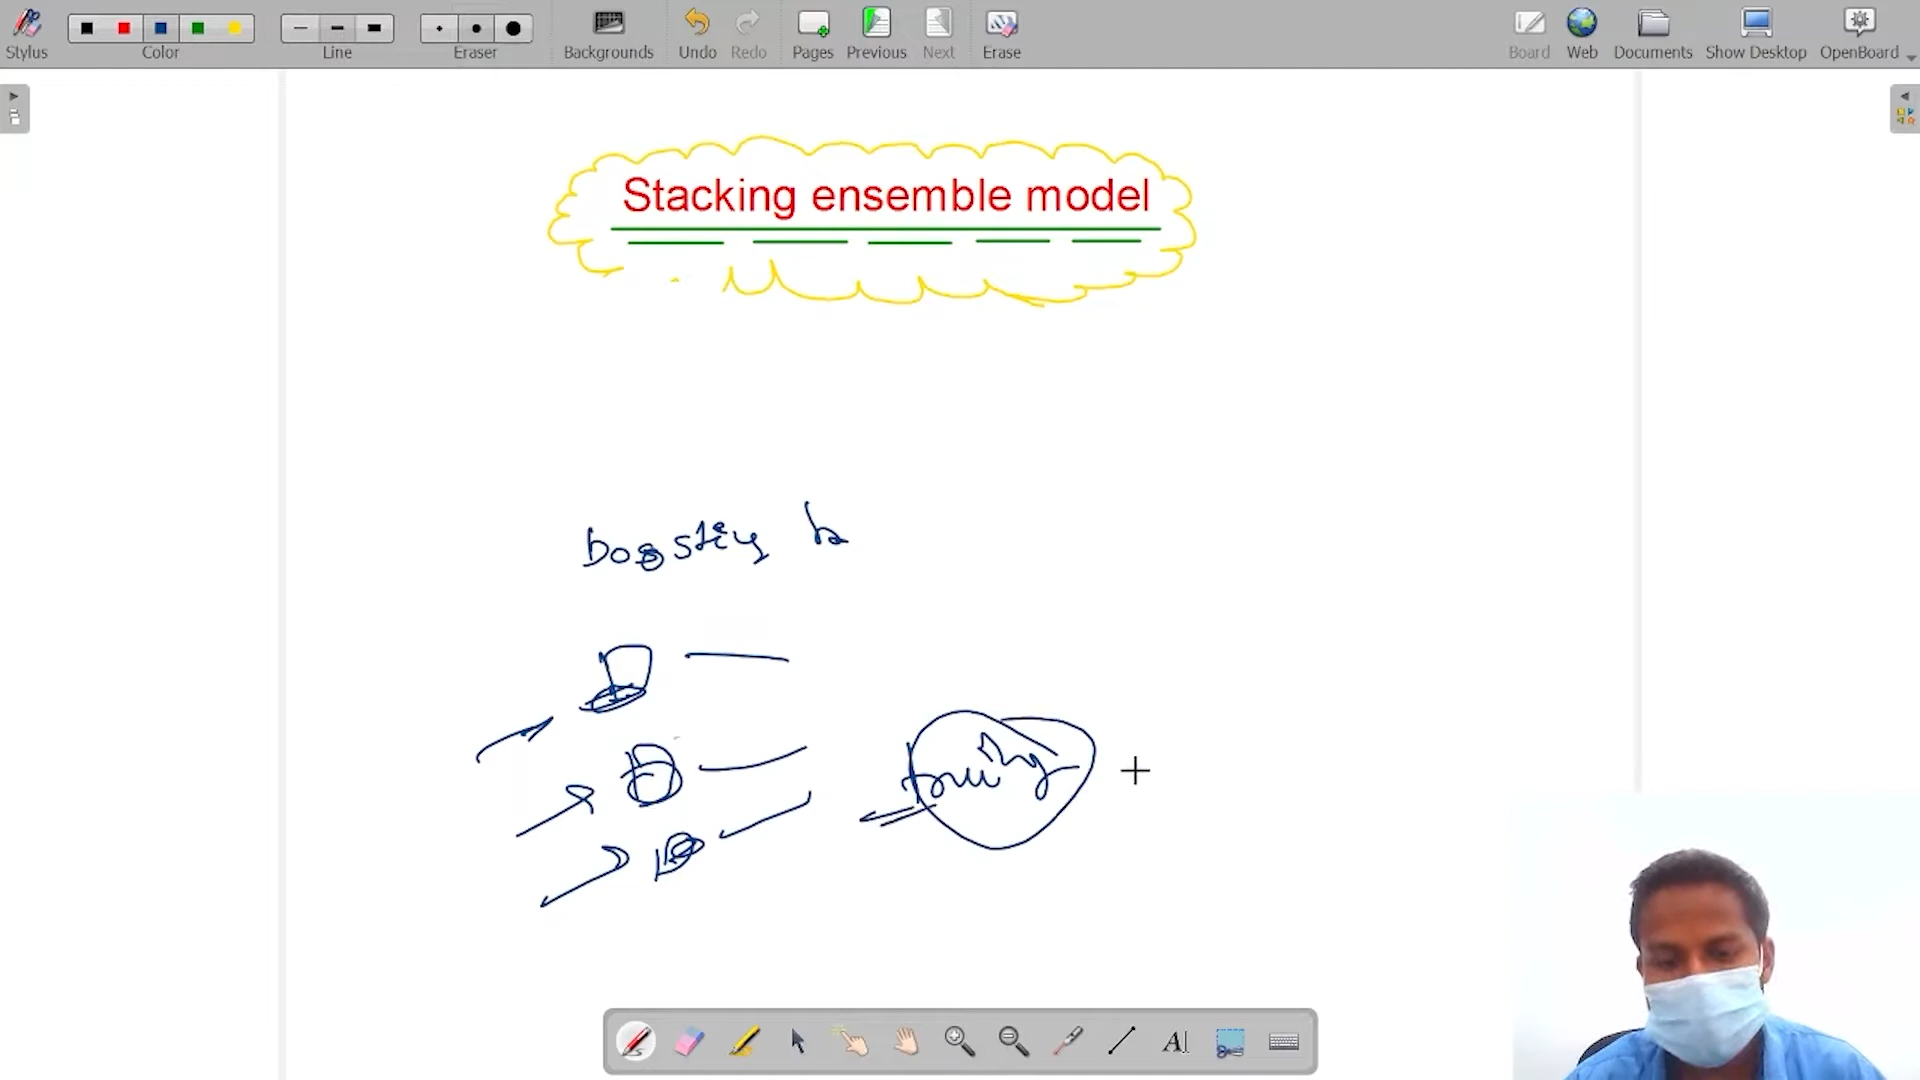 Stylus Color Line Eraser Backgrounds Undo Redo Pages Previous Next Erase Board Web Documents Show Desktop OpenBoard
Stacking ensemble model